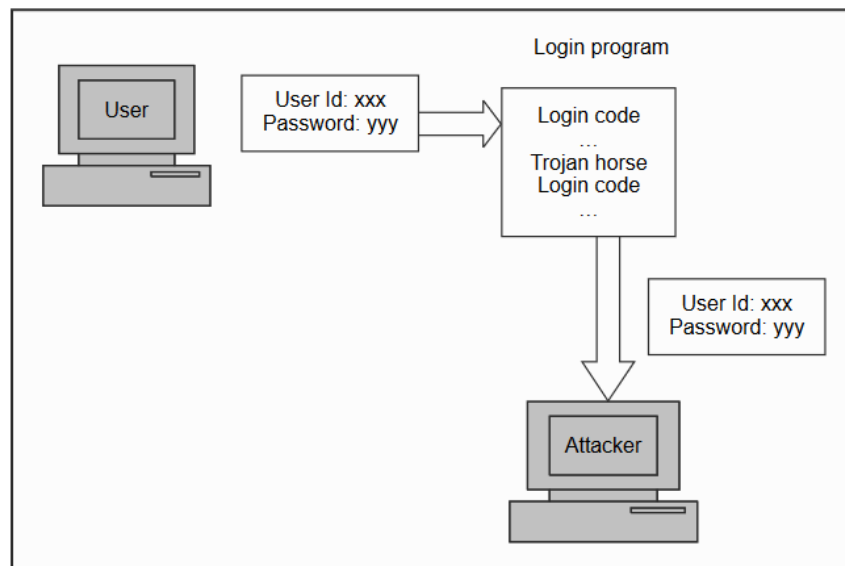 Login program
User
User Id: xxx
Password: yyy
Login code
...
Trojan horse
Login code
...
User Id: xxx
Password: yyy
Attacker